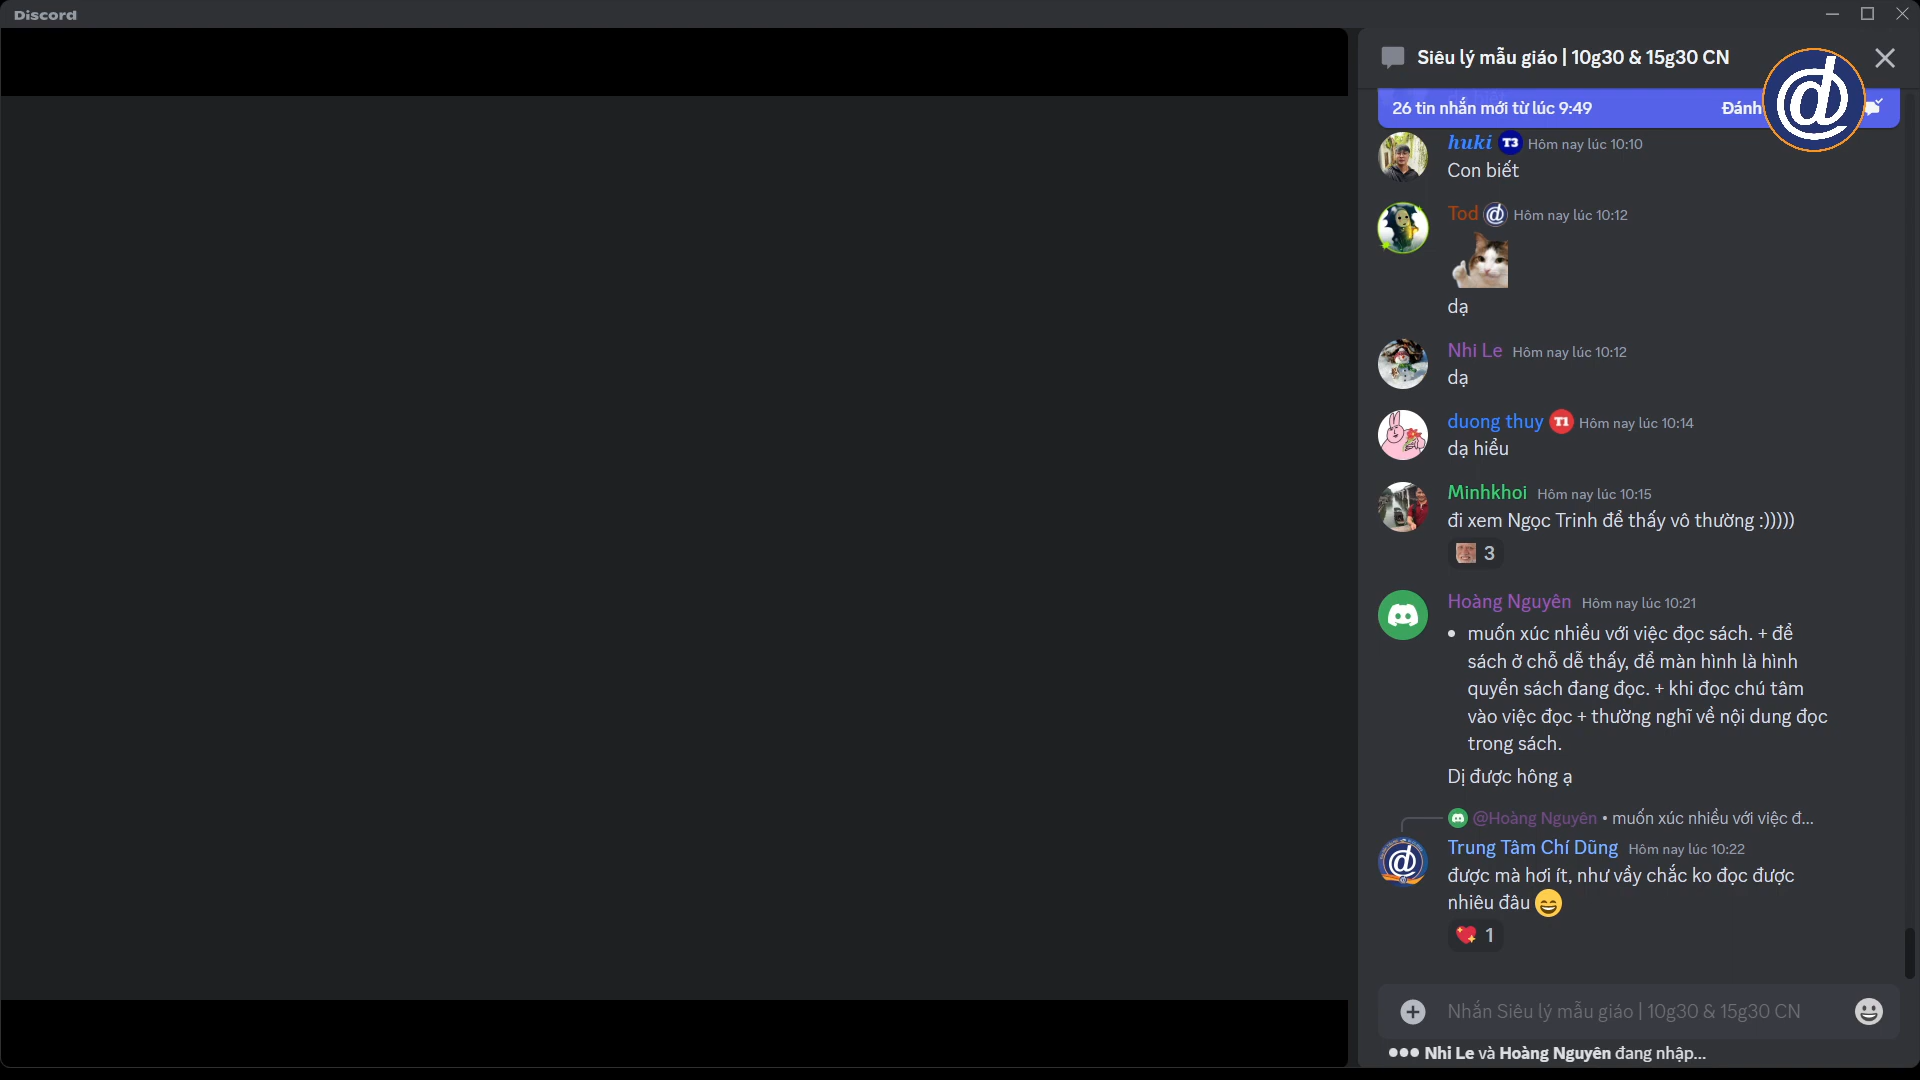 Discord
Siêu lý mẫu giáo | 10g30 & 15g30 CN
26 tin nhắn mới từ lúc 9:49
Đánh
huki T3 Hôm nay lúc 10:10
Con biết
Tod @ Hôm nay lúc 10:12
dạ
Nhi Le Hôm nay lúc 10:12
dạ
duong thuy T1 Hôm nay lúc 10:14
dạ hiểu
Minhkhoi Hôm nay lúc 10:15
đi xem Ngọc Trinh để thấy vô thường :)))))
3
Hoàng Nguyên Hôm nay lúc 10:21
• muốn xúc nhiều với việc đọc sách. + để
sách ở chỗ dễ thấy, để màn hình là hình
quyển sách đang đọc. + khi đọc chú tâm
vào việc đọc + thường nghĩ về nội dung đọc
trong sách.
Dị được hông ạ
@Hoàng Nguyên • muốn xúc nhiều với việc đ...
Trung Tâm Chí Dũng Hôm nay lúc 10:22
được mà hơi ít, như vầy chắc ko đọc được
nhiêu đâu 😄
1
Nhắn Siêu lý mẫu giáo | 10g30 & 15g30 CN
Nhi Le và Hoàng Nguyên đang nhập...